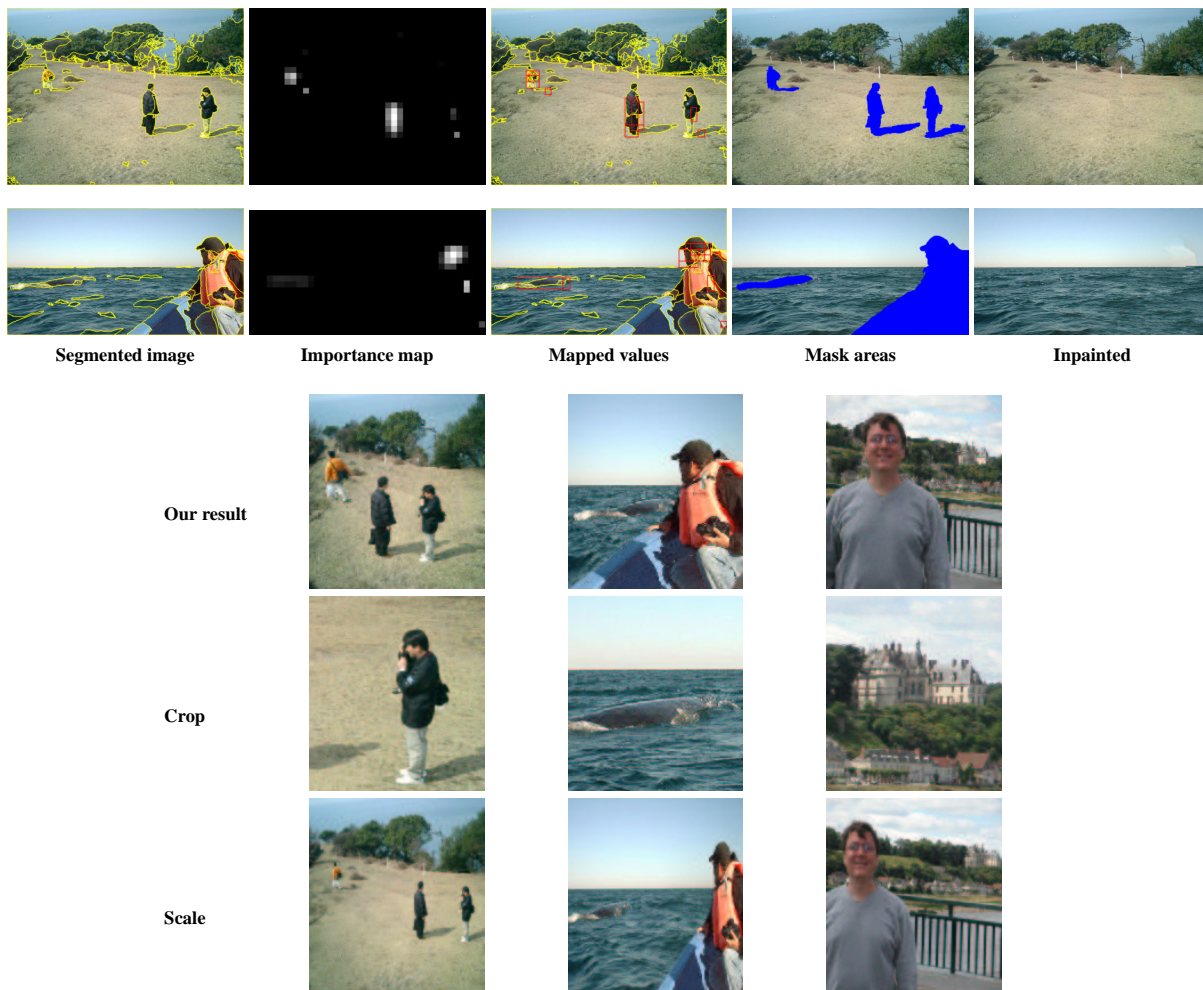 Segmented image
Importance map
Mapped values
Mask areas
Inpainted
Our result
Crop
Scale